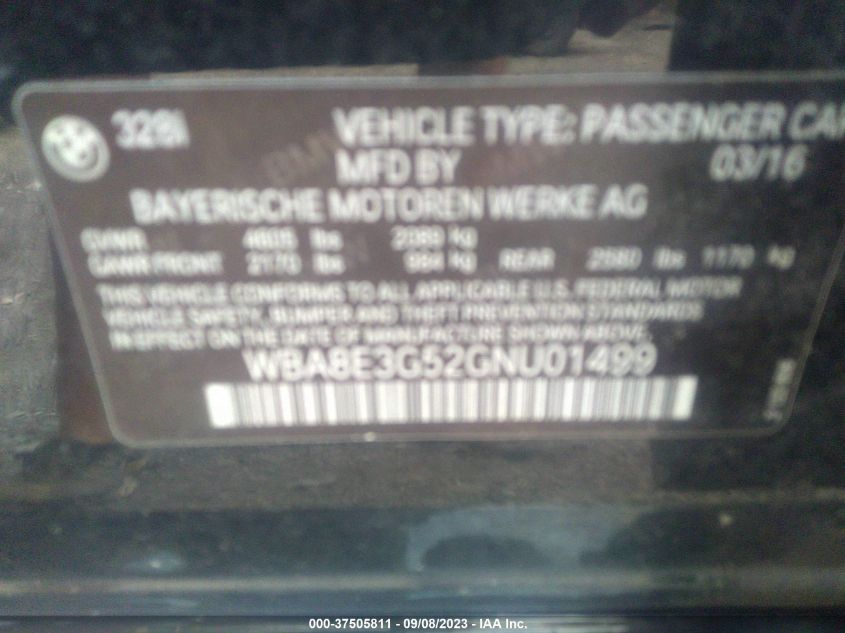 328i VEHICLE TYPE: PASSENGER CAR
MFD BY 03/16
BAYERISCHE MOTOREN WERKE AG
GVWR 4605 lbs 2089 kg
GAWR FRONT 2170 lbs 984 kg REAR 2580 lbs 1170 kg
THIS VEHICLE CONFORMS TO ALL APPLICABLE U.S. FEDERAL MOTOR
VEHICLE SAFETY, BUMPER AND THEFT PREVENTION STANDARDS
IN EFFECT ON THE DATE OF MANUFACTURE SHOWN ABOVE.
WBA8E3G52GNU01499
000-37505811 - 09/08/2023 - IAA Inc.